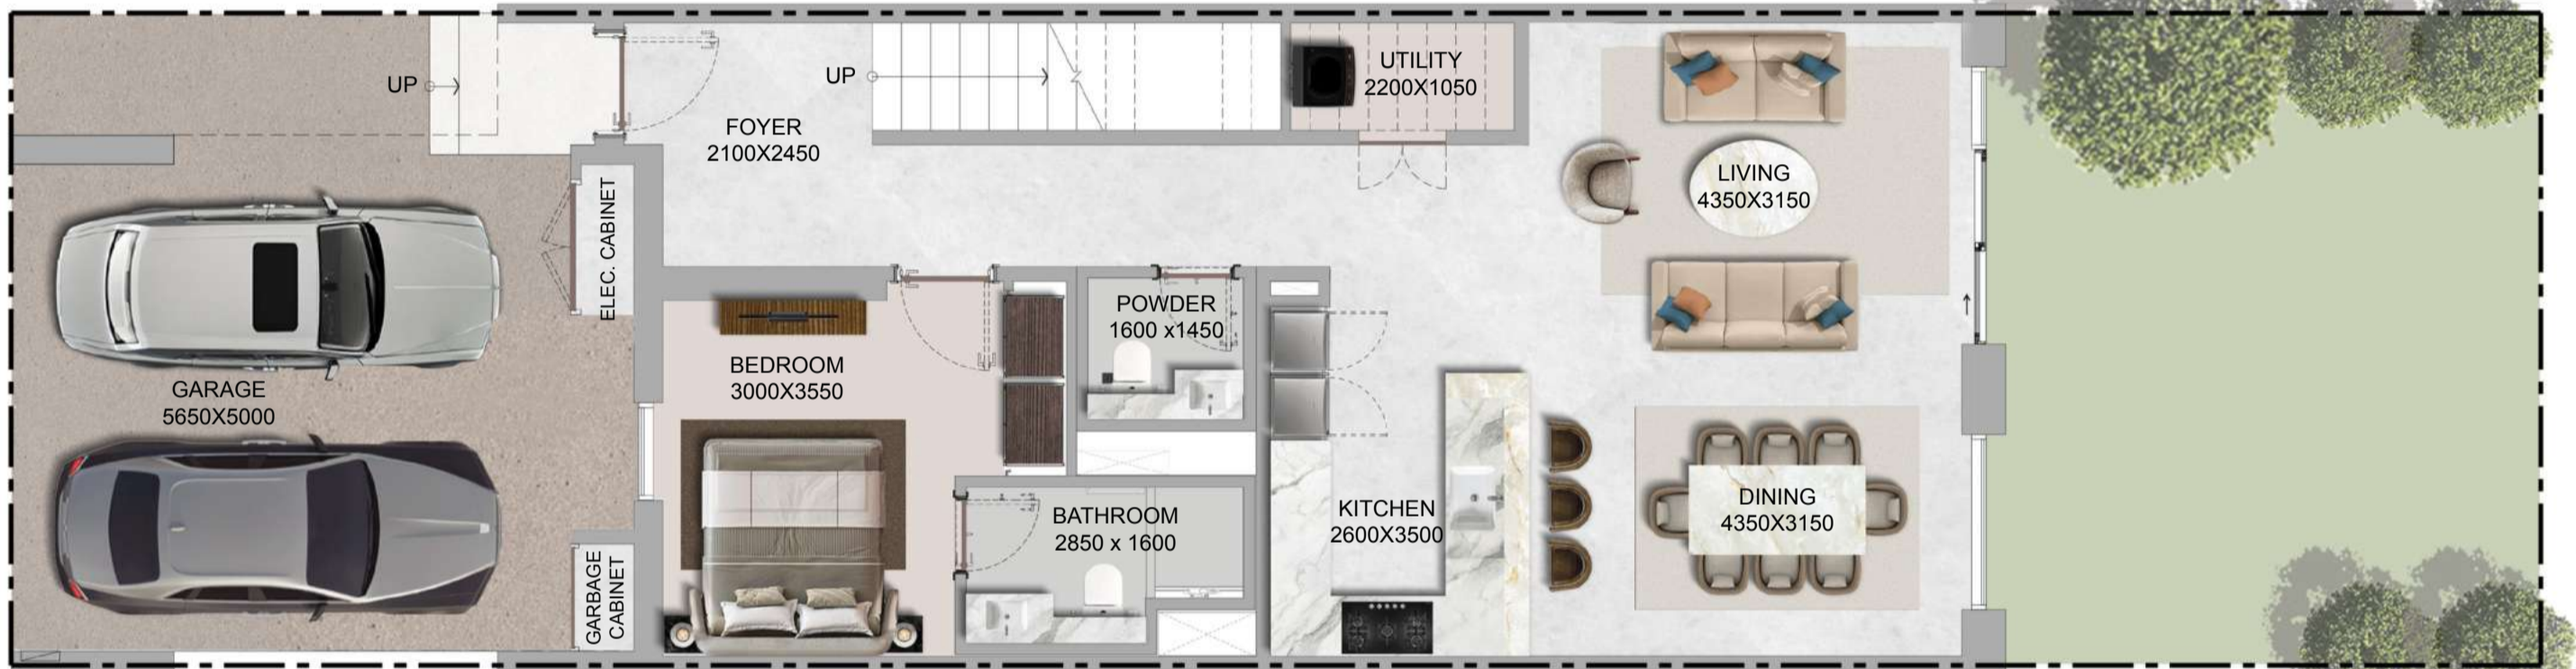 UP
UP
UTILITY
2200X1050
FOYER
2100X2450
LIVING
4350X3150
ELEC. CABINET
POWDER
1600 x1450
BEDROOM
3000X3550
GARAGE
5650X5000
KITCHEN
2600X3500
DINING
4350X3150
BATHROOM
2850 x 1600
GARBAGE
CABINET